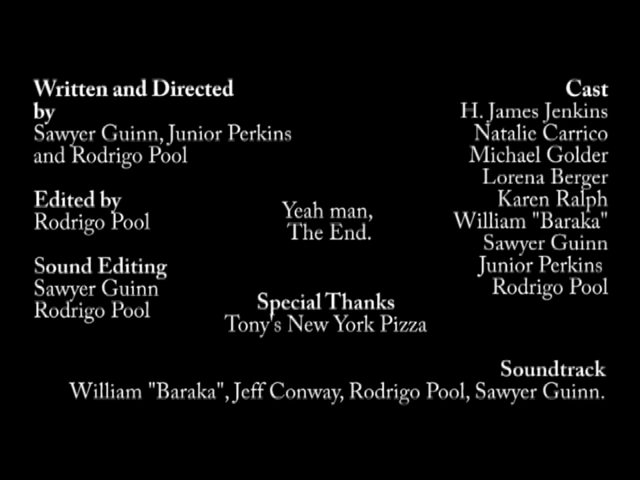 Written and Directed
by
Sawyer Guinn, Junior Perkins
and Rodrigo Pool
Edited by
Rodrigo Pool
Sound Editing
Sawyer Guinn
Rodrigo Pool
Yeah man,
The End.
Special Thanks
Tony's New York Pizza
Cast
H. James Jenkins
Natalie Carrico
Michael Golder
Lorena Berger
Karen Ralph
William "Baraka"
Sawyer Guinn
Junior Perkins
Rodrigo Pool
Soundtrack
William "Baraka", Jeff Conway, Rodrigo Pool, Sawyer Guinn.